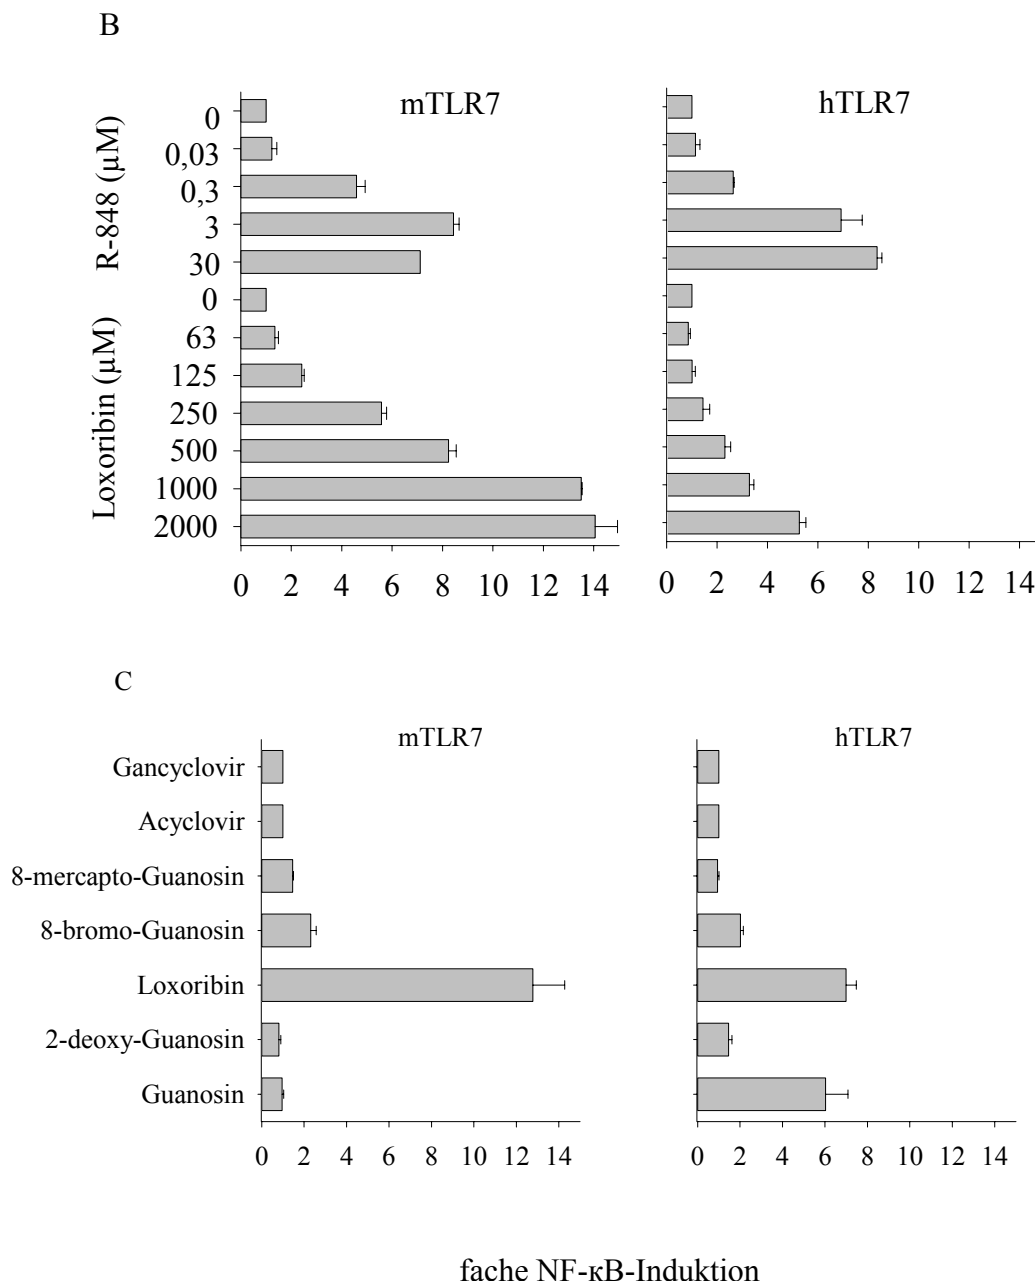 B
mTLR7
hTLR7
R-848 (µM)
0
0,03
0,3
3
30
Loxoribin (µM)
0
63
125
250
500
1000
2000
0 2 4 6 8 10 12 14
0 2 4 6 8 10 12 14
C
mTLR7
hTLR7
Gancyclovir
Acyclovir
8-mercapto-Guanosin
8-bromo-Guanosin
Loxoribin
2-deoxy-Guanosin
Guanosin
0 2 4 6 8 10 12 14
0 2 4 6 8 10 12 14
fache NF-κB-Induktion